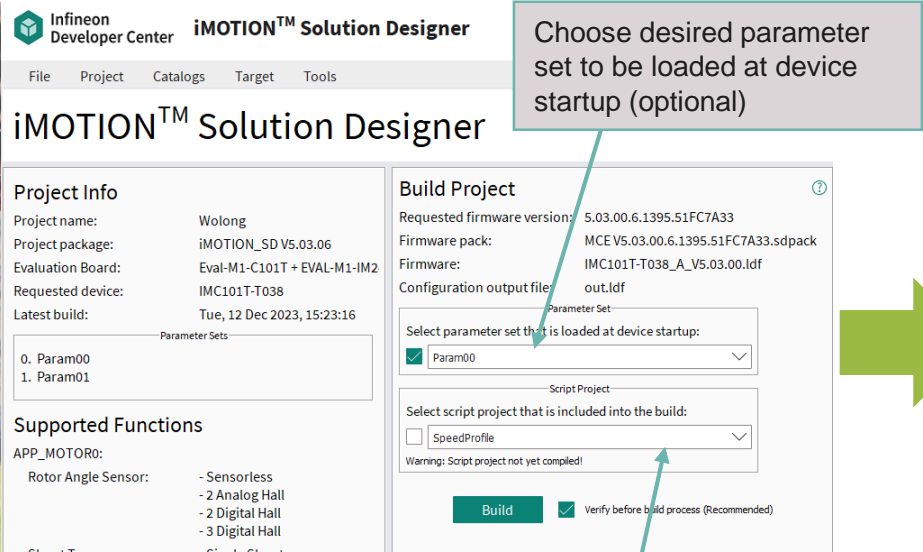 Infineon
Developer Center
iMOTION™ Solution Designer
File Project Catalogs Target Tools
Choose desired parameter
set to be loaded at device
startup (optional)
iMOTION™ Solution Designer
Project Info
Project name: Wolong
Project package: iMOTION_SD V5.03.06
Evaluation Board: Eval-M1-C101T + EVAL-M1-IM2
Requested device: IMC101T-T038
Latest build: Tue, 12 Dec 2023, 15:23:16
Parameter Sets
0. Param00
1. Param01
Supported Functions
APP_MOTOR0:
Rotor Angle Sensor: - Sensorless
- 2 Analog Hall
- 2 Digital Hall
- 3 Digital Hall
Build Project
Requested firmware version: 5.03.00.6.1395.51FC7A33
Firmware pack: MCE V5.03.00.6.1395.51FC7A33.sdpack
Firmware: IMC101T-T038_A_V5.03.00.ldf
Configuration output file: out.ldf
Parameter Set
Select parameter set that is loaded at device startup:
Param00
Script Project
Select script project that is included into the build:
SpeedProfile
Warning: Script project not yet compiled!
Build
Verify before build process (Recommended)